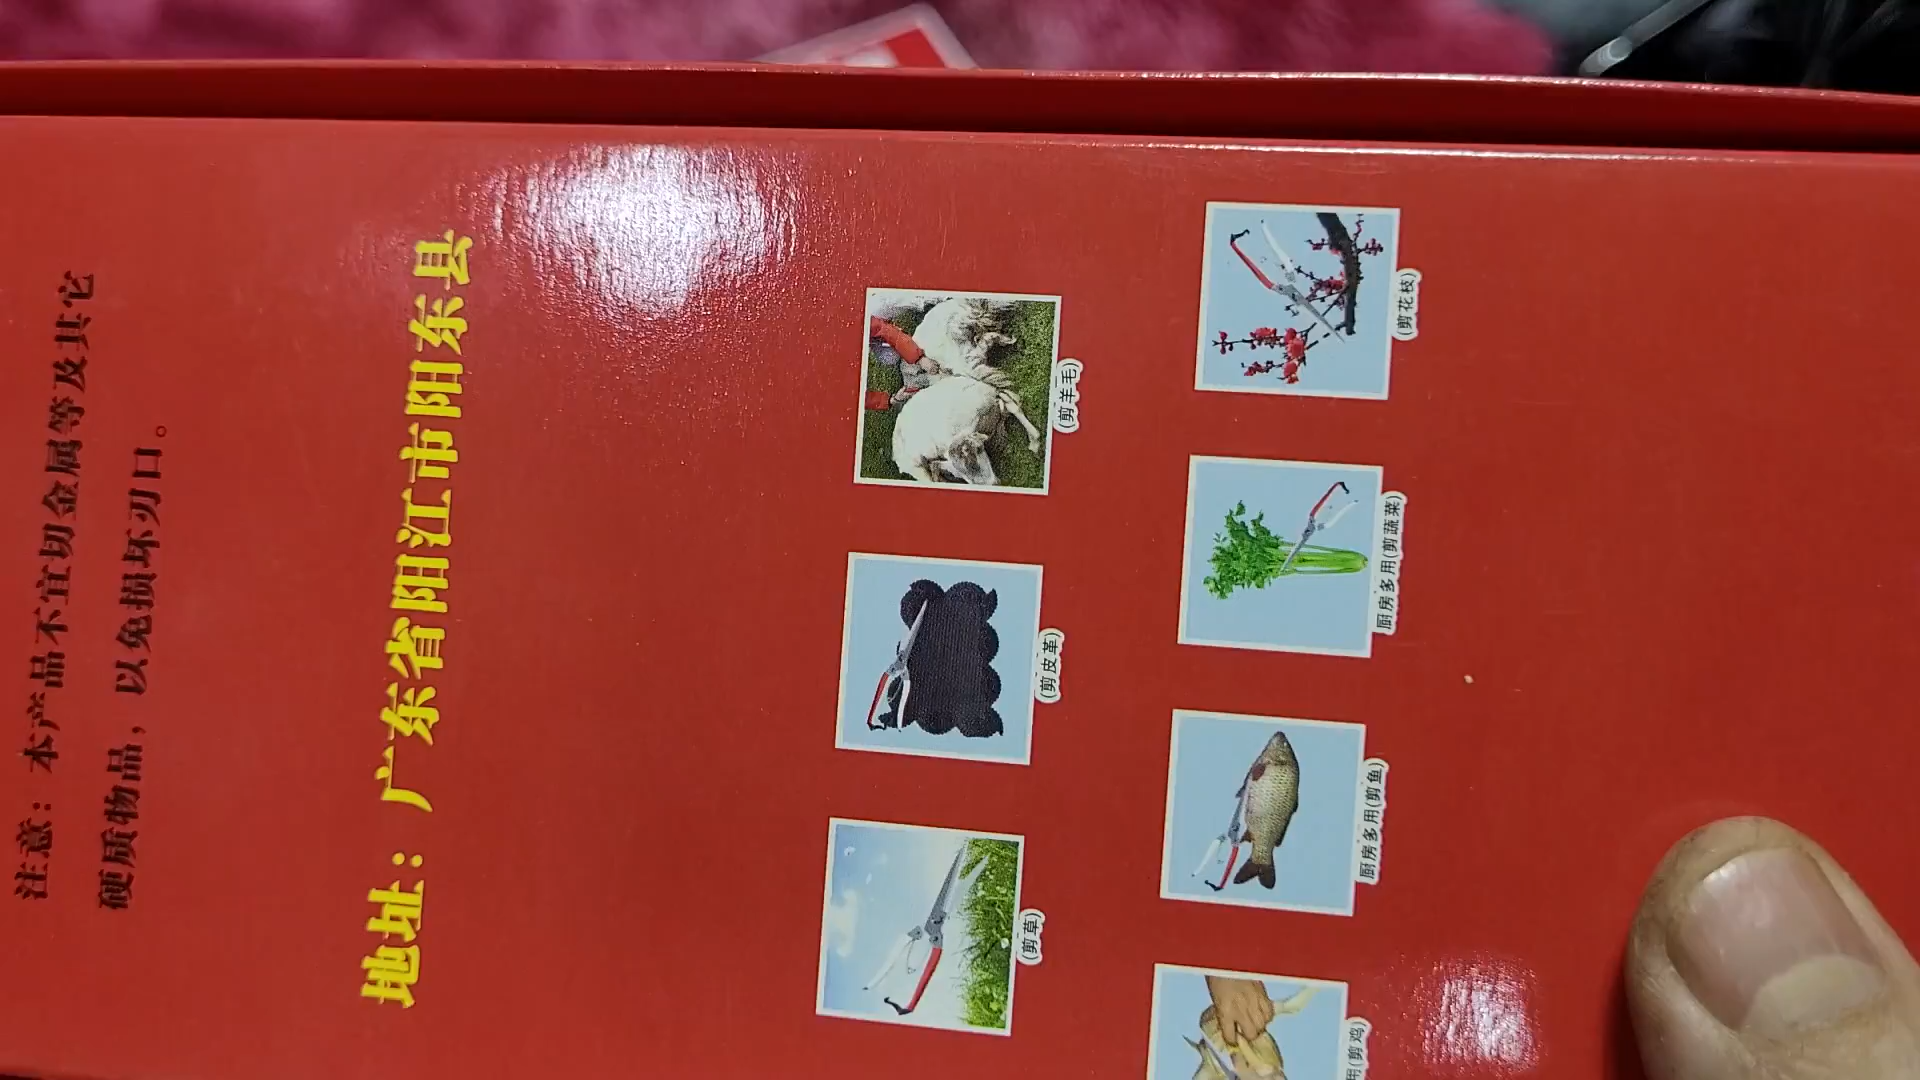 注意：本产品不宜切金属等及其它
硬质物品，以免损坏刃口。
地址：广东省阳江市阳东县
(剪草)
(剪皮革)
(剪羊毛)
用(剪鸡)
厨房多用(剪鱼)
厨房多用(剪蔬菜)
(剪花枝)